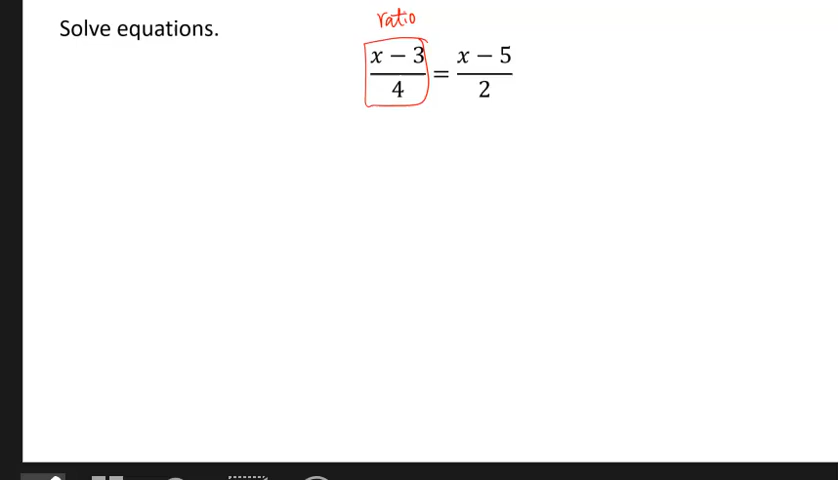 ratio
Solve equations.
x − 3 / 4 = x − 5 / 2